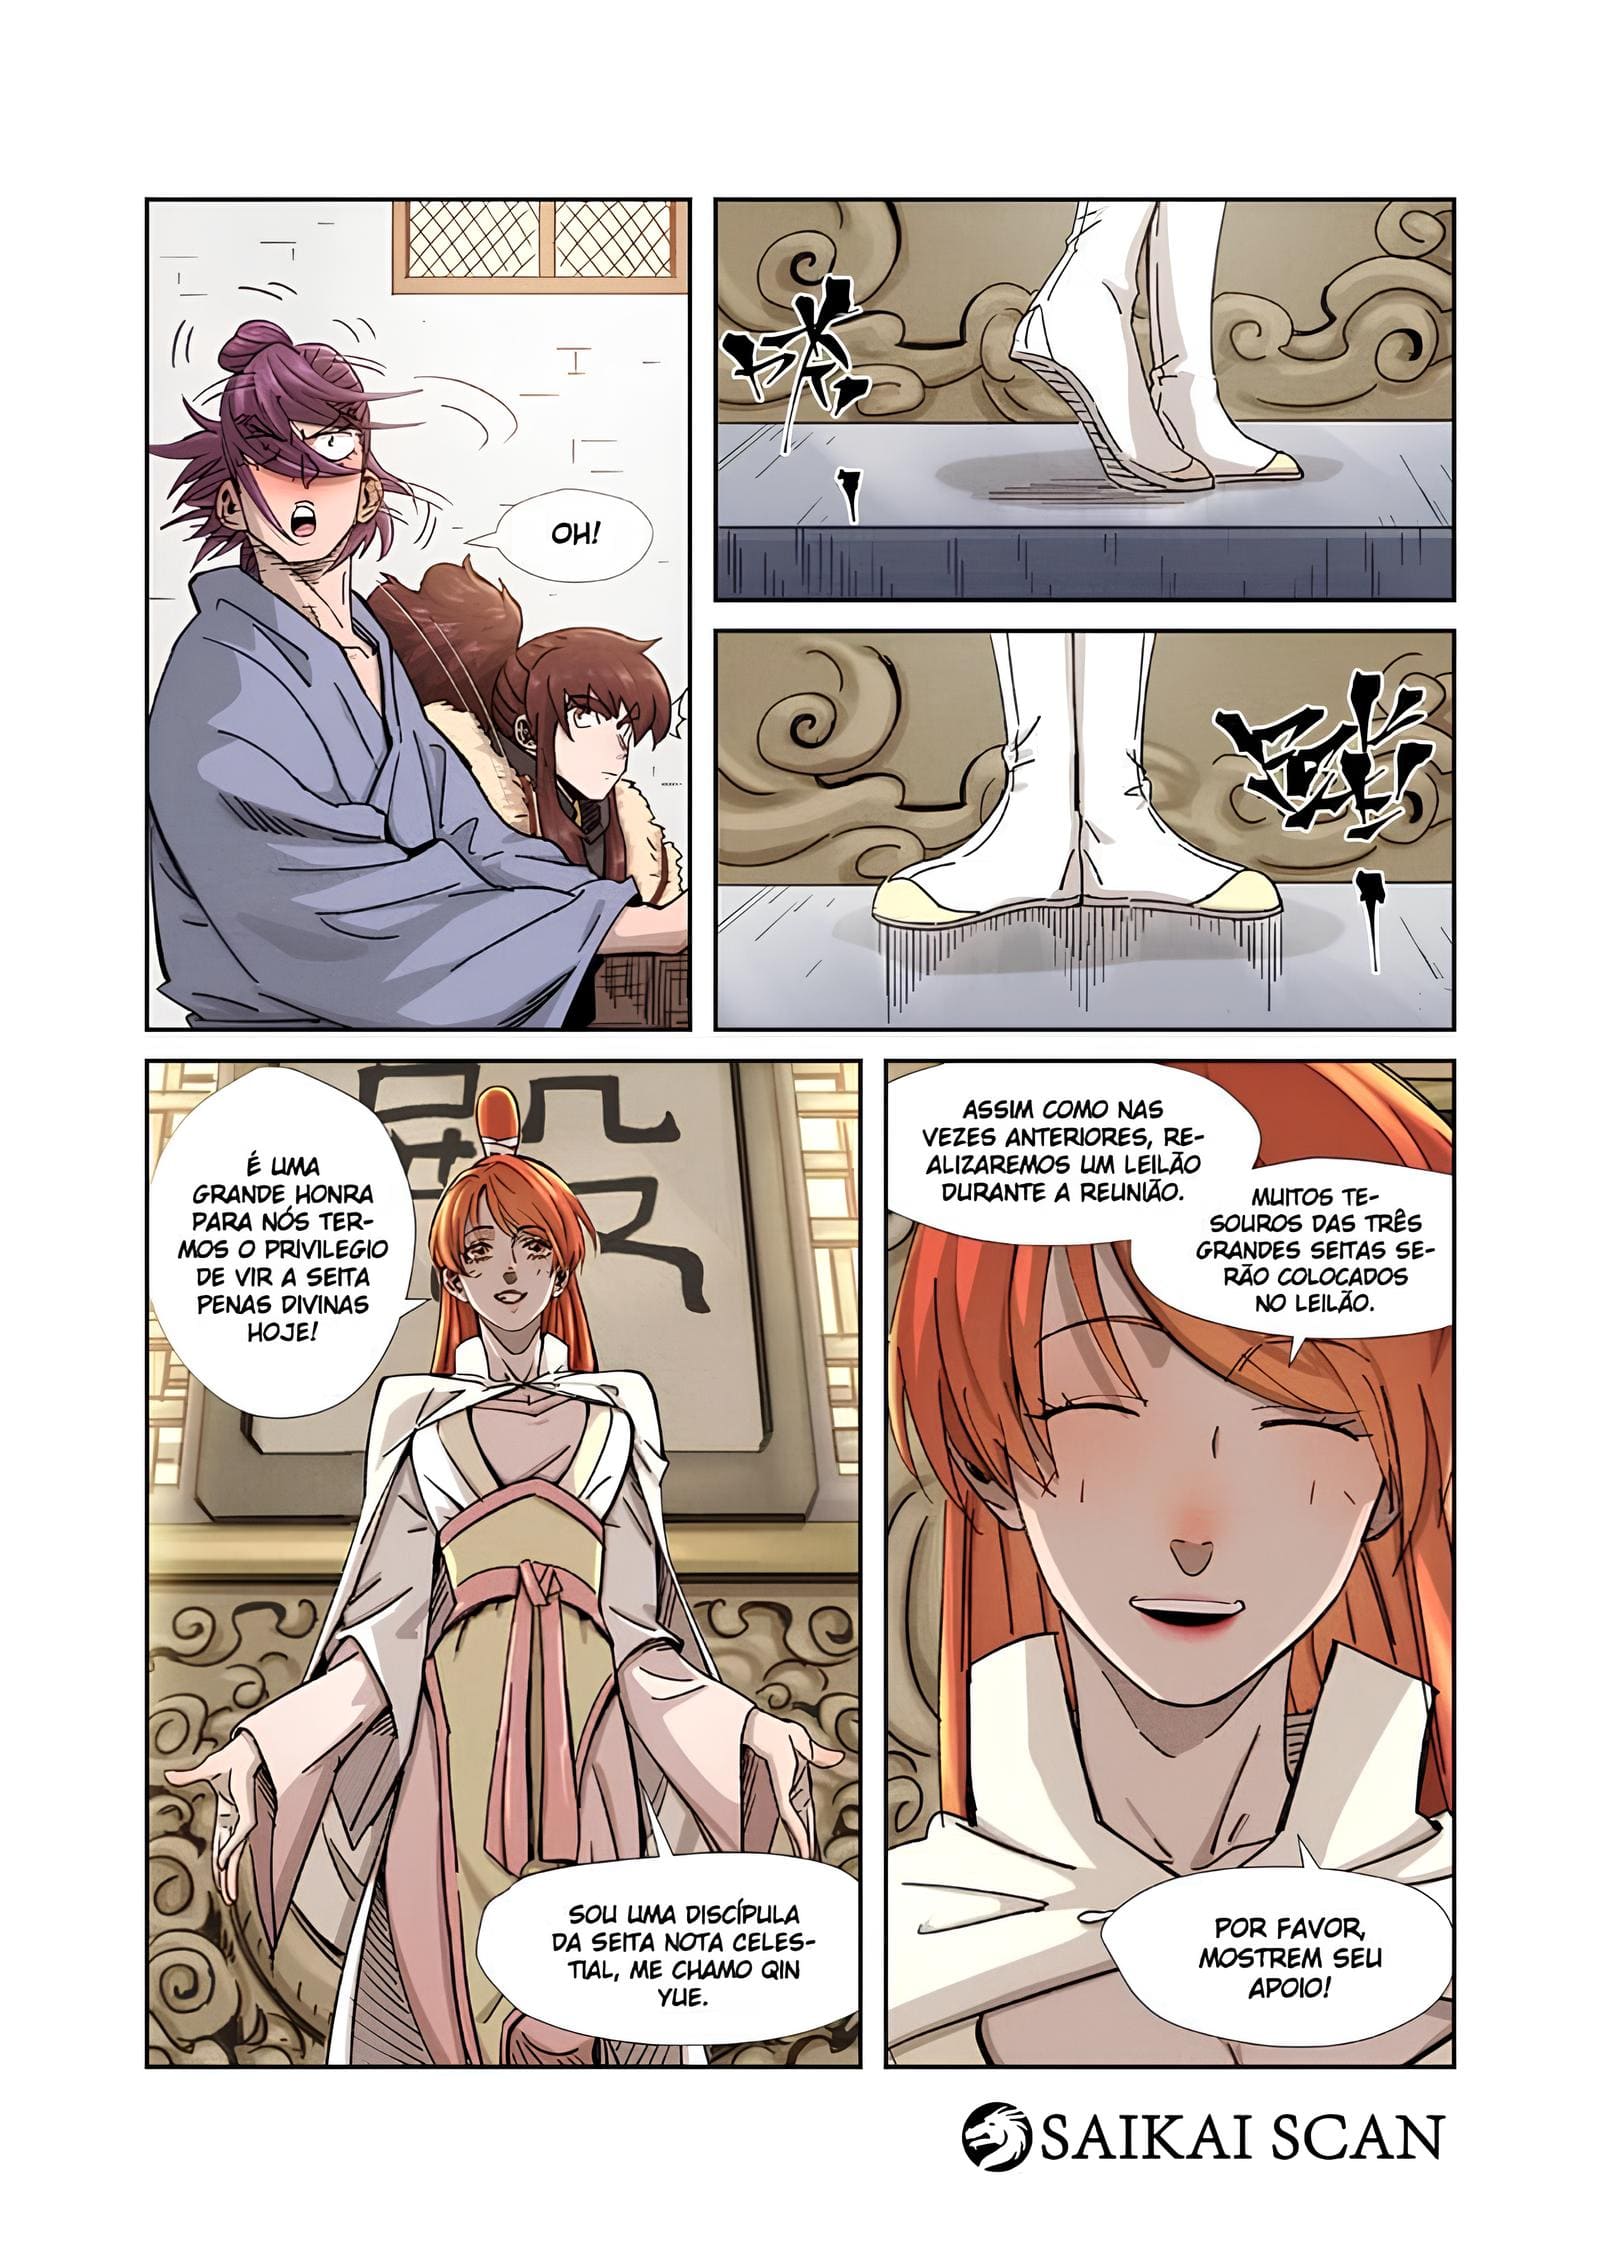 OH!
É UMA
GRANDE HONRA
PARA NÓS TER-
MOS O PRIVILEGIO
DE VIR A SEITA
PENAS DIVINAS
HOJE!
SOU UMA DISCÍPULA
DA SEITA NOTA CELES-
TIAL, ME CHAMO QIN
YUE.
ASSIM COMO NAS
VEZES ANTERIORES, RE-
ALIZAREMOS UM LEILÃO
DURANTE A REUNIÃO.
MUITOS TE-
SOUROS DAS TRÊS
GRANDES SEITAS SE-
RÃO COLOCADOS
NO LEILÃO.
POR FAVOR,
MOSTREM SEU
APOIO!
SAIKAI SCAN